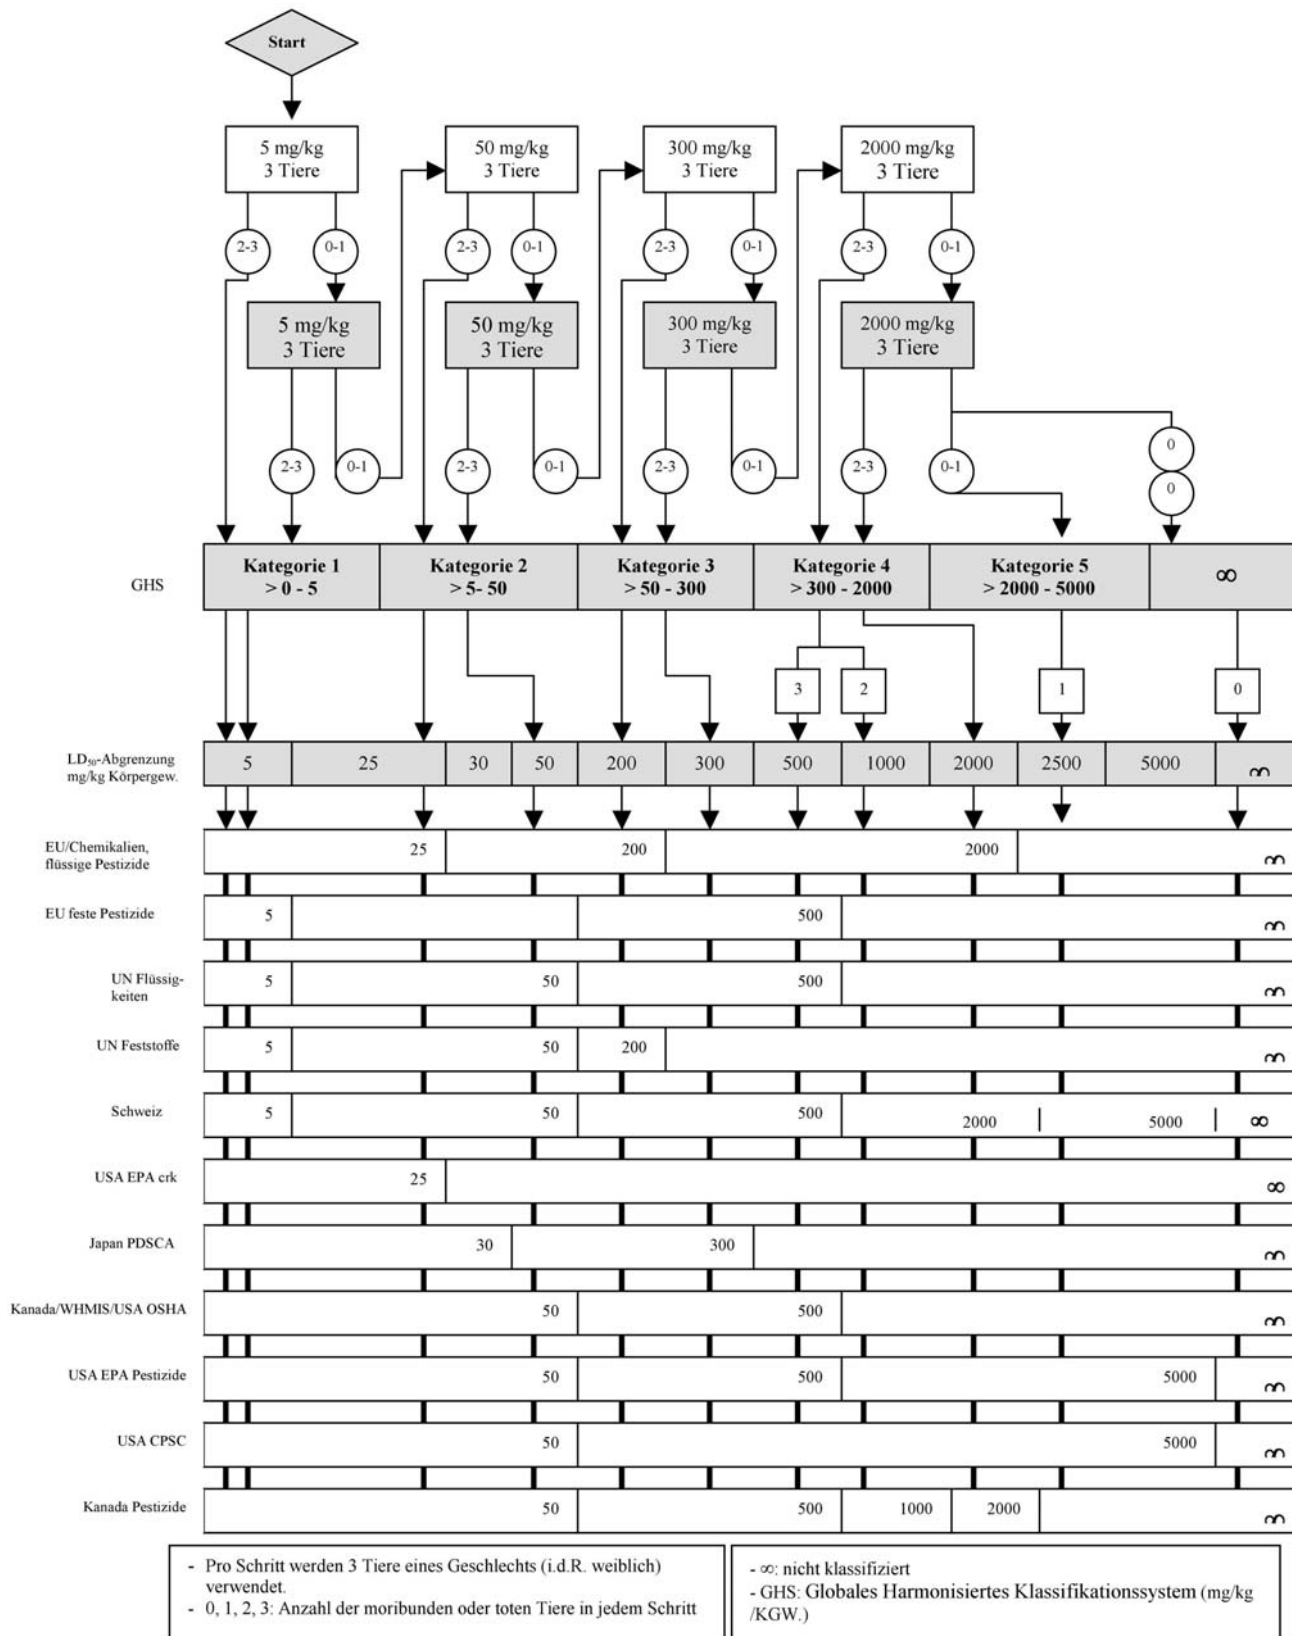 Start
5 mg/kg
3 Tiere
50 mg/kg
3 Tiere
300 mg/kg
3 Tiere
2000 mg/kg
3 Tiere
2-3
0-1
2-3
0-1
2-3
0-1
2-3
0-1
5 mg/kg
3 Tiere
50 mg/kg
3 Tiere
300 mg/kg
3 Tiere
2000 mg/kg
3 Tiere
2-3
0-1
2-3
0-1
2-3
0-1
2-3
0-1
0
0
GHS
Kategorie 1
> 0 - 5
Kategorie 2
> 5- 50
Kategorie 3
> 50 - 300
Kategorie 4
> 300 - 2000
Kategorie 5
> 2000 - 5000
∞
3
2
1
0
LD₅₀-Abgrenzung
mg/kg Körpergew.
5
25
30
50
200
300
500
1000
2000
2500
5000
∞
EU/Chemikalien,
flüssige Pestizide
25
200
2000
∞
EU feste Pestizide
5
500
∞
UN Flüssig-
keiten
5
50
500
∞
UN Feststoffe
5
50
200
∞
Schweiz
5
50
500
2000
5000
∞
USA EPA crk
25
∞
Japan PDSCA
30
300
∞
Kanada/WHMIS/USA OSHA
50
500
∞
USA EPA Pestizide
50
500
5000
∞
USA CPSC
50
5000
∞
Kanada Pestizide
50
500
1000
2000
∞
- Pro Schritt werden 3 Tiere eines Geschlechts (i.d.R. weiblich)
verwendet.
- 0, 1, 2, 3: Anzahl der moribunden oder toten Tiere in jedem Schritt
- ∞: nicht klassifiziert
- GHS: Globales Harmonisiertes Klassifikationssystem (mg/kg
/KGW.)